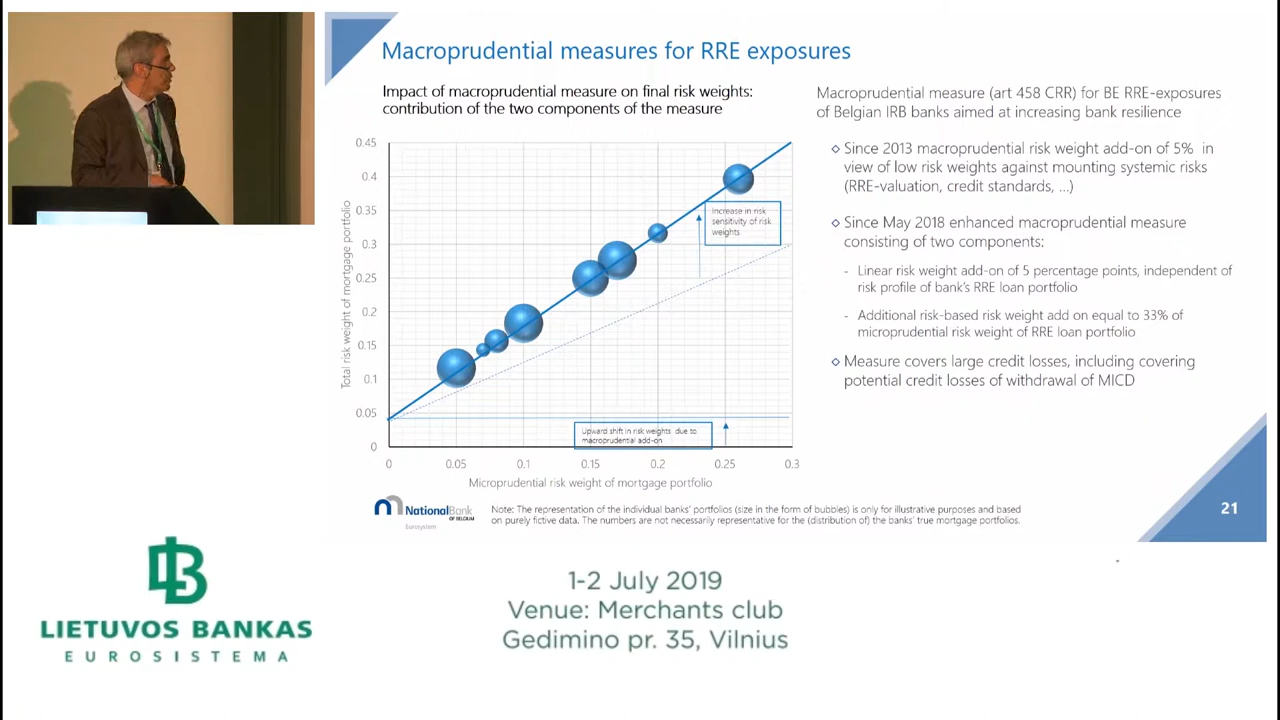 Macroprudential measures for RRE exposures
Impact of macroprudential measure on final risk weights:
contribution of the two components of the measure
Total risk weight of mortgage portfolio
0.45
0.4
0.35
0.3
0.25
0.2
0.15
0.1
0.05
0
Increase in risk
sensitivity of risk
weights
Upward shift in risk weights due to
macroprudential add-on
0
0.05
0.1
0.15
0.2
0.25
0.3
Microprudential risk weight of mortgage portfolio
Macroprudential measure (art 458 CRR) for BE RRE-exposures
of Belgian IRB banks aimed at increasing bank resilience
Since 2013 macroprudential risk weight add-on of 5% in
view of low risk weights against mounting systemic risks
(RRE-valuation, credit standards, ...)
Since May 2018 enhanced macroprudential measure
consisting of two components:
- Linear risk weight add-on of 5 percentage points, independent of
risk profile of bank's RRE loan portfolio
- Additional risk-based risk weight add on equal to 33% of
microprudential risk weight of RRE loan portfolio
Measure covers large credit losses, including covering
potential credit losses of withdrawal of MICD
NationalBank
OF BELGIUM
Eurosystem
Note: The representation of the individual banks' portfolios (size in the form of bubbles) is only for illustrative purposes and based
on purely fictive data. The numbers are not necessarily representative for the (distribution of) the banks' true mortgage portfolios.
21
LIETUVOS BANKAS
EUROSISTEMA
1-2 July 2019
Venue: Merchants club
Gedimino pr. 35, Vilnius